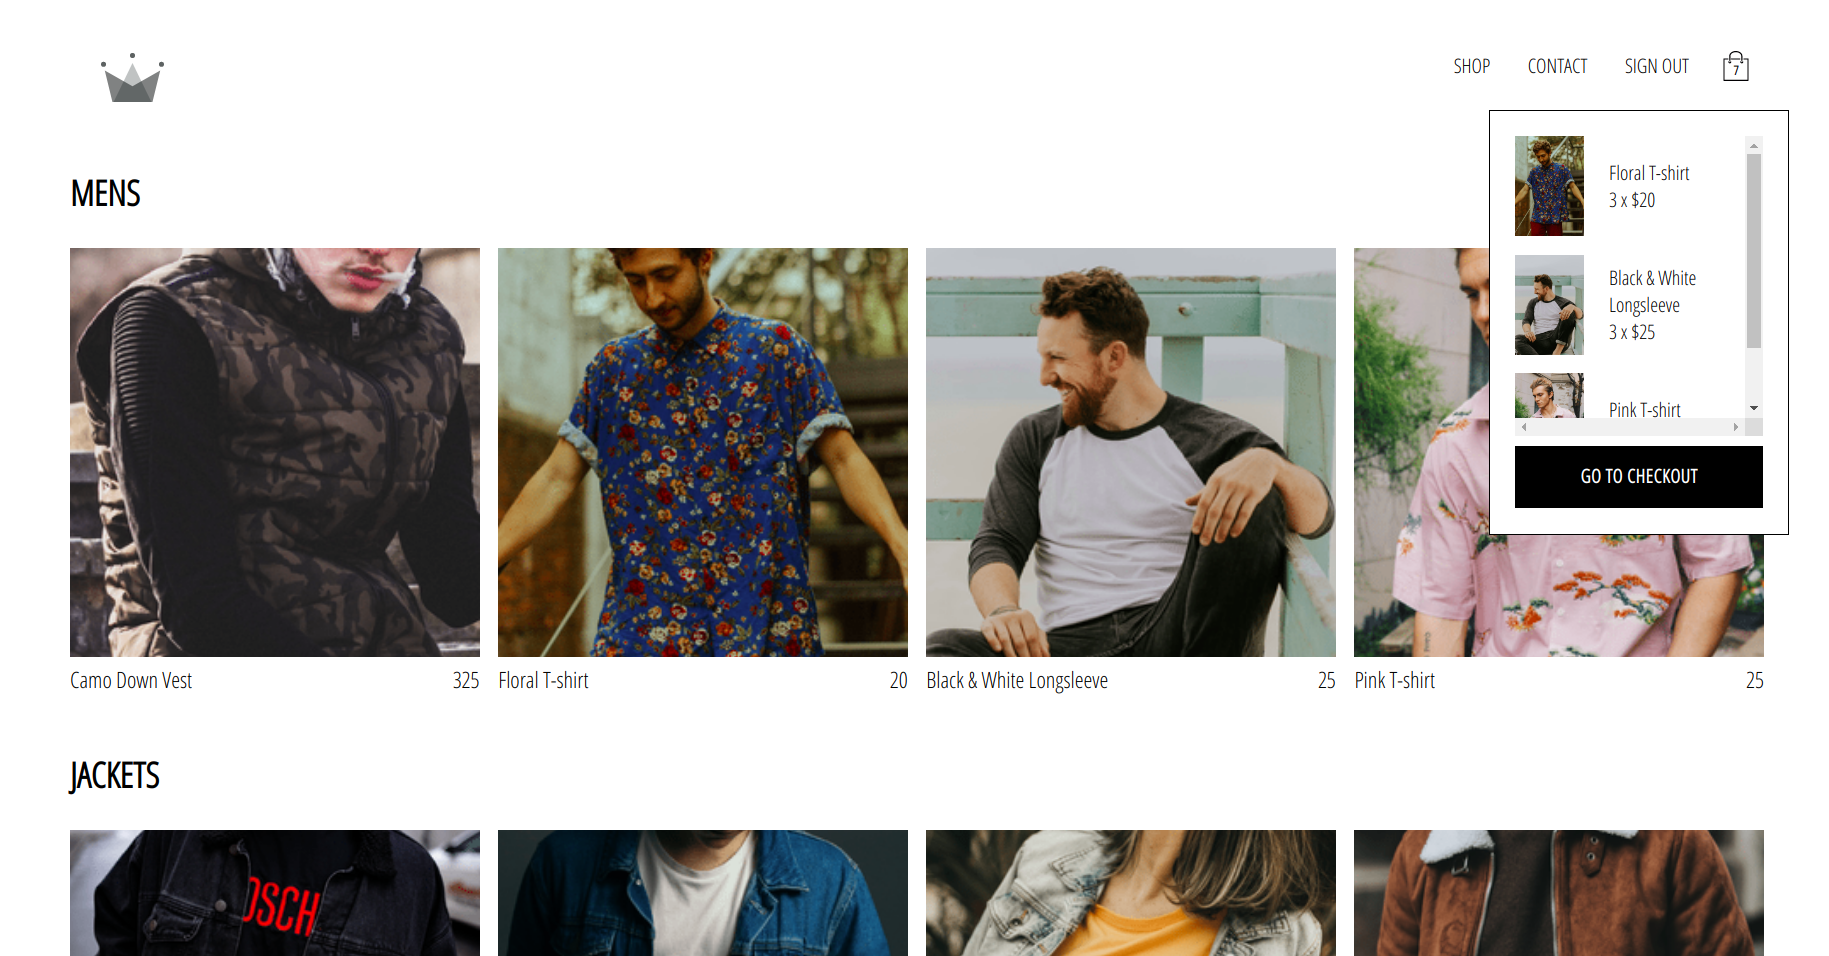 SHOP
CONTACT
SIGN OUT
7
Floral T-shirt
3 x $20
Black & White
Longsleeve
3 x $25
Pink T-shirt
GO TO CHECKOUT
MENS
Camo Down Vest 325
Floral T-shirt 20
Black & White Longsleeve 25
Pink T-shirt 25
JACKETS
OSCH